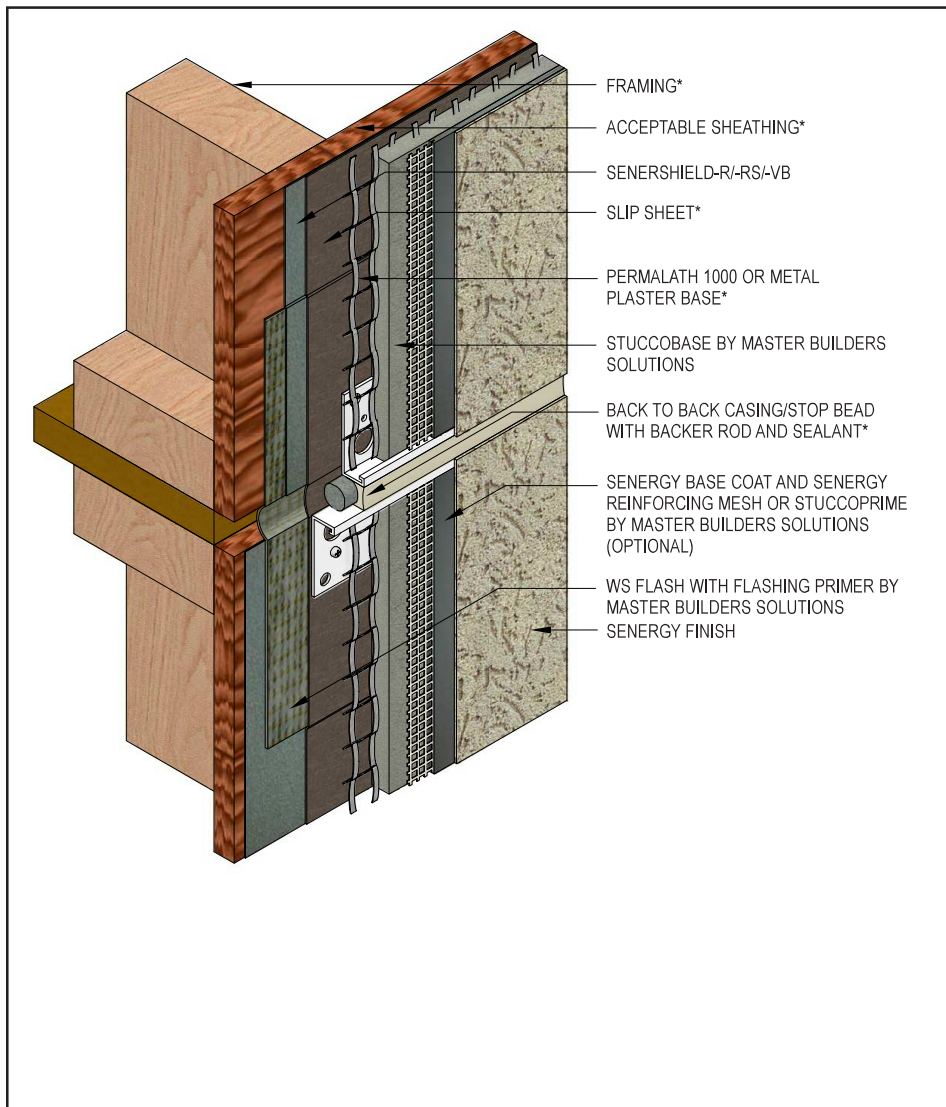 FRAMING*
ACCEPTABLE SHEATHING*
SENERSHIELD-R/-RS/-VB
SLIP SHEET*
PERMALATH 1000 OR METAL
PLASTER BASE*
STUCCOBASE BY MASTER BUILDERS
SOLUTIONS
BACK TO BACK CASING/STOP BEAD
WITH BACKER ROD AND SEALANT*
SENERGY BASE COAT AND SENERGY
REINFORCING MESH OR STUCCOPRIME
BY MASTER BUILDERS SOLUTIONS
(OPTIONAL)
WS FLASH WITH FLASHING PRIMER BY
MASTER BUILDERS SOLUTIONS
SENERGY FINISH